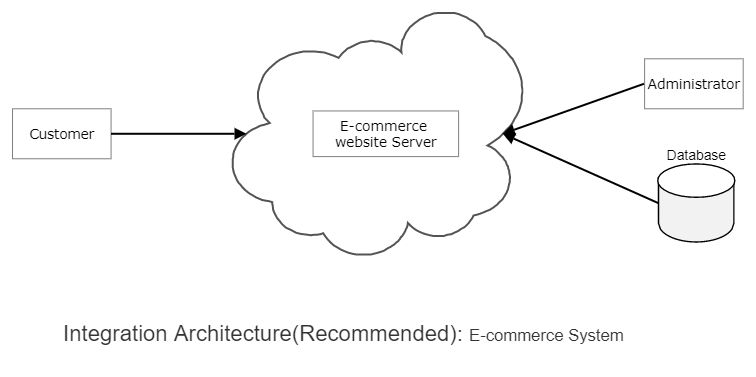 Customer
E-commerce
website Server
Administrator
Database
Integration Architecture(Recommended): E-commerce System